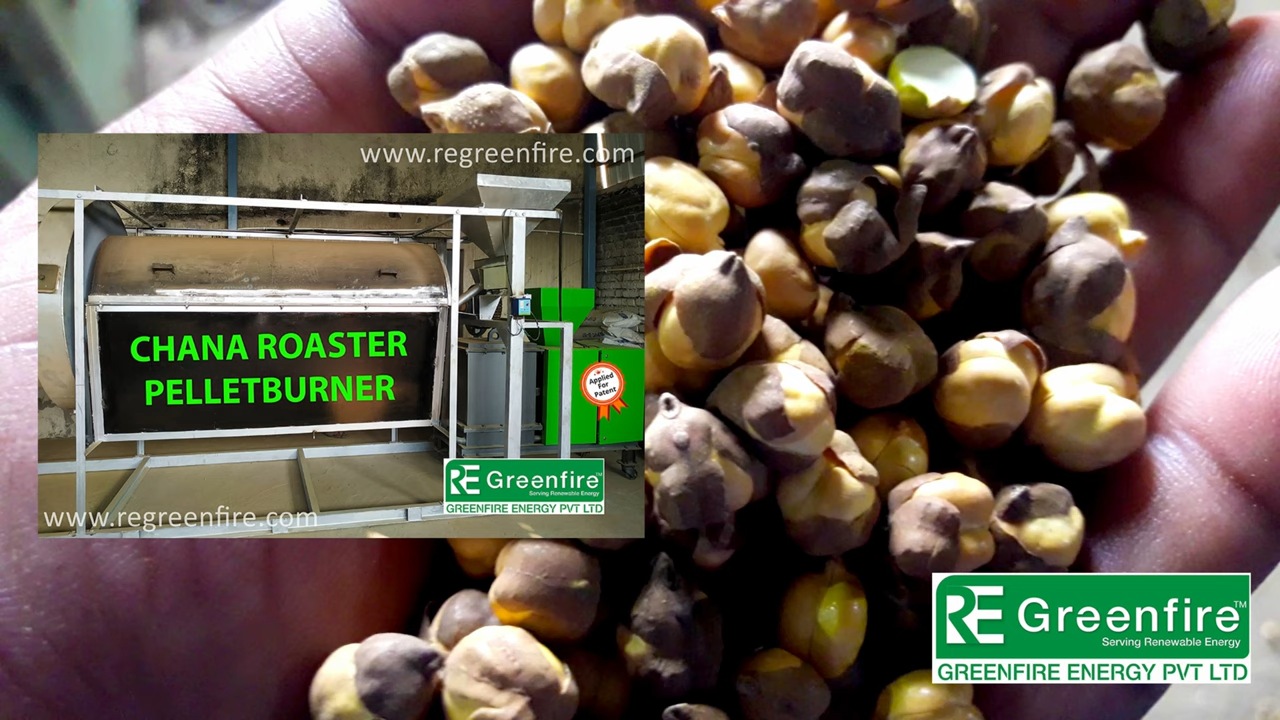 www.regreenfire.com
CHANA ROASTER
PELLETBURNER
Applied
For
Patent
RE Greenfire™
Serving Renewable Energy
GREENFIRE ENERGY PVT LTD
www.regreenfire.com
RE Greenfire™
Serving Renewable Energy
GREENFIRE ENERGY PVT LTD